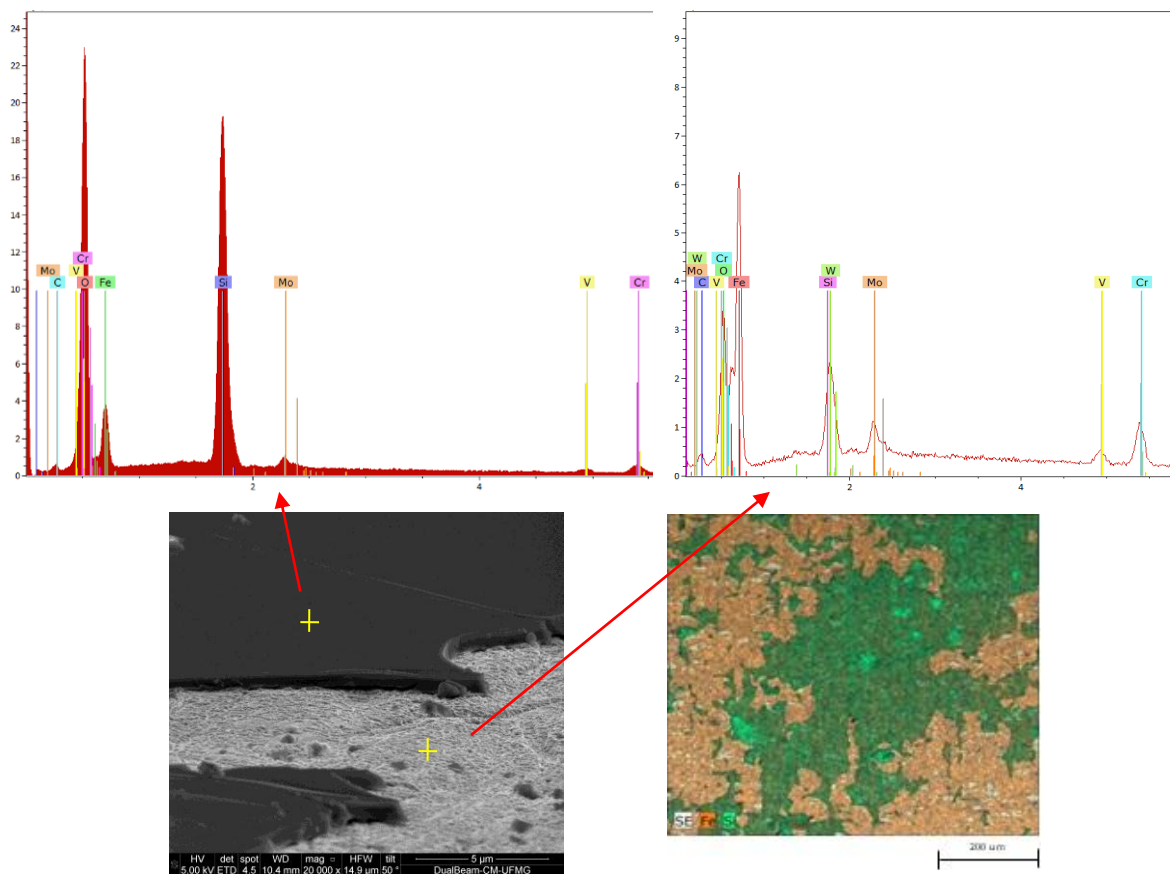 24
22
20
18
16
14
12
10
8
6
4
2
0
Cr
Mo V
C O Fe Si Mo V Cr
2 4
9
8
7
6
5
4
3
2
1
0
W Cr W
Mo O
C V Fe Si Mo V Cr
2 4
HV det spot WD mag HFW tilt 5 µm
5.00 kV ETD 4.5 10.4 mm 20 000 x 14.9 µm 50 ° DualBeam-CM-UFMG
SE Fe Si
200 um